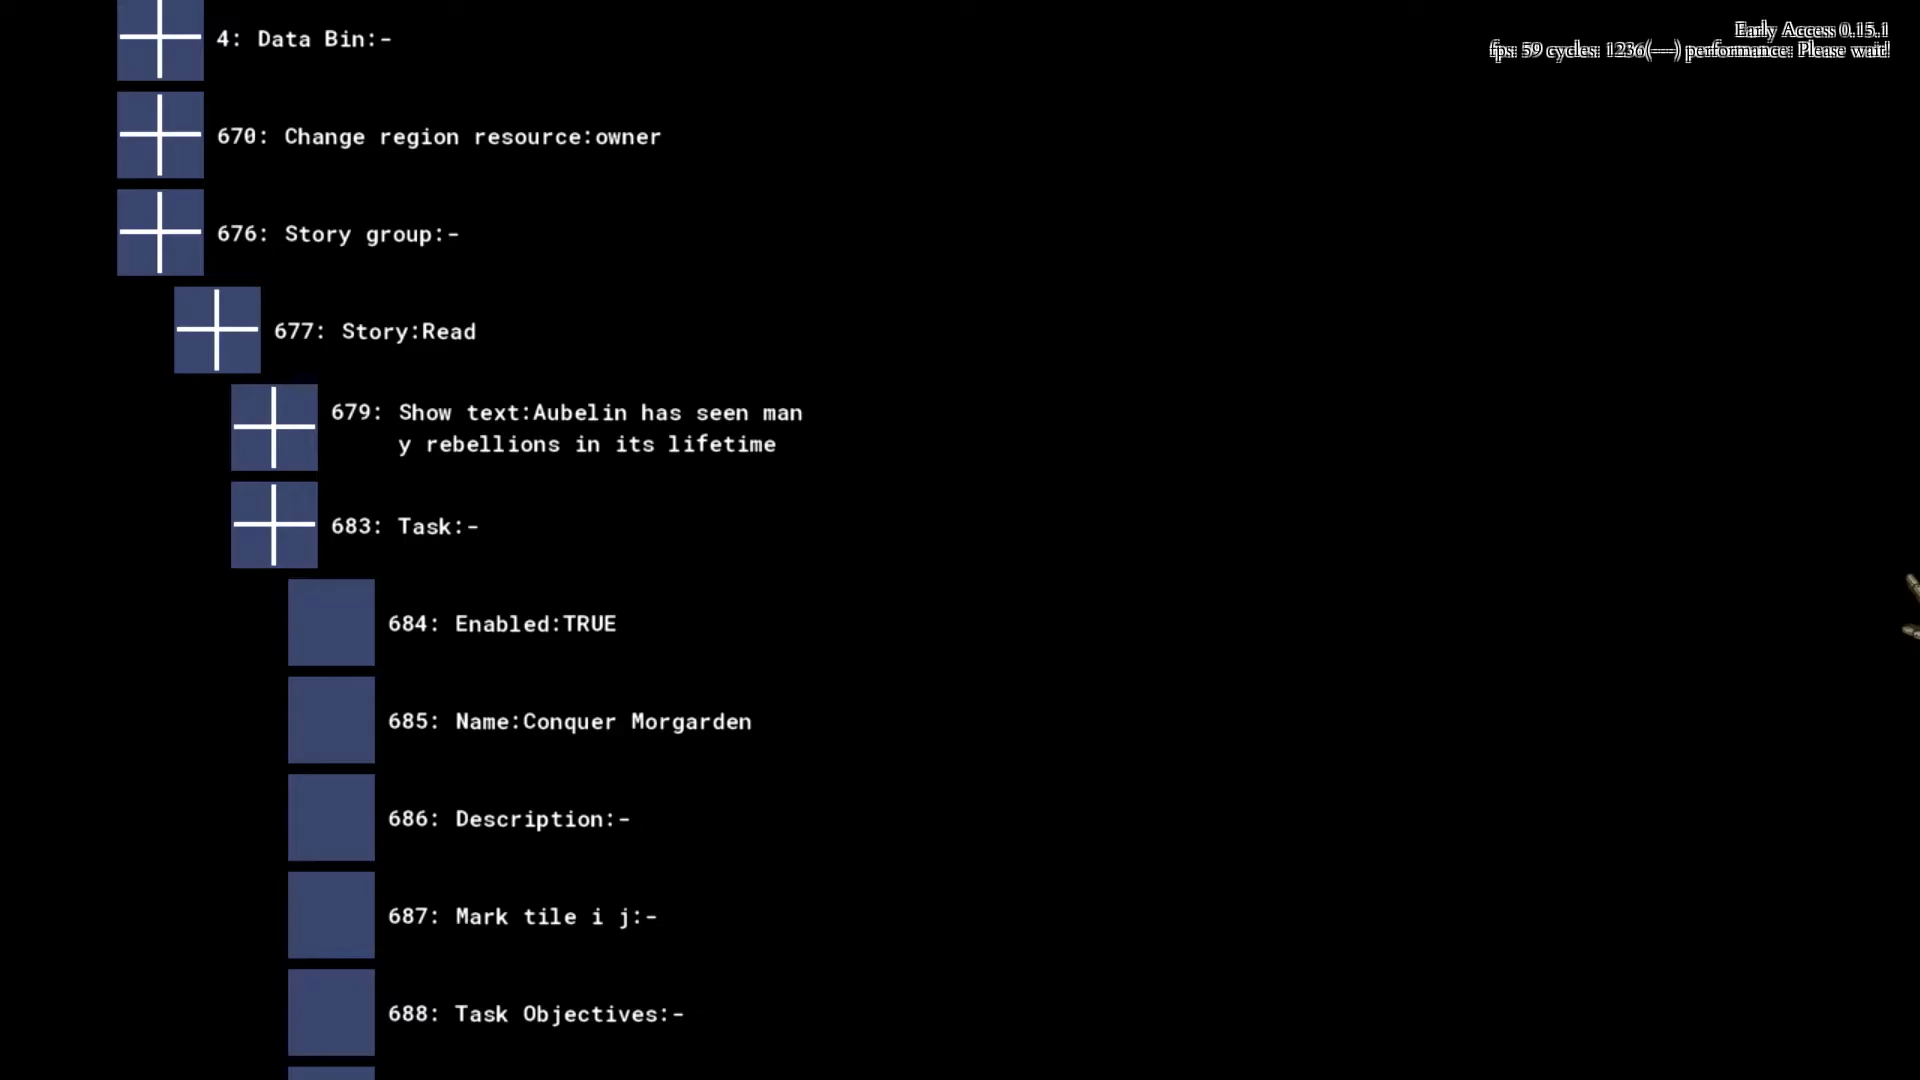 Early Access 0.15.1
fps: 59 cycles: 1236(----) performance: Please wait!
4: Data Bin:-
670: Change region resource:owner
676: Story group:-
677: Story:Read
679: Show text:Aubelin has seen man
y rebellions in its lifetime
683: Task:-
684: Enabled:TRUE
685: Name:Conquer Morgarden
686: Description:-
687: Mark tile i j:-
688: Task Objectives:-